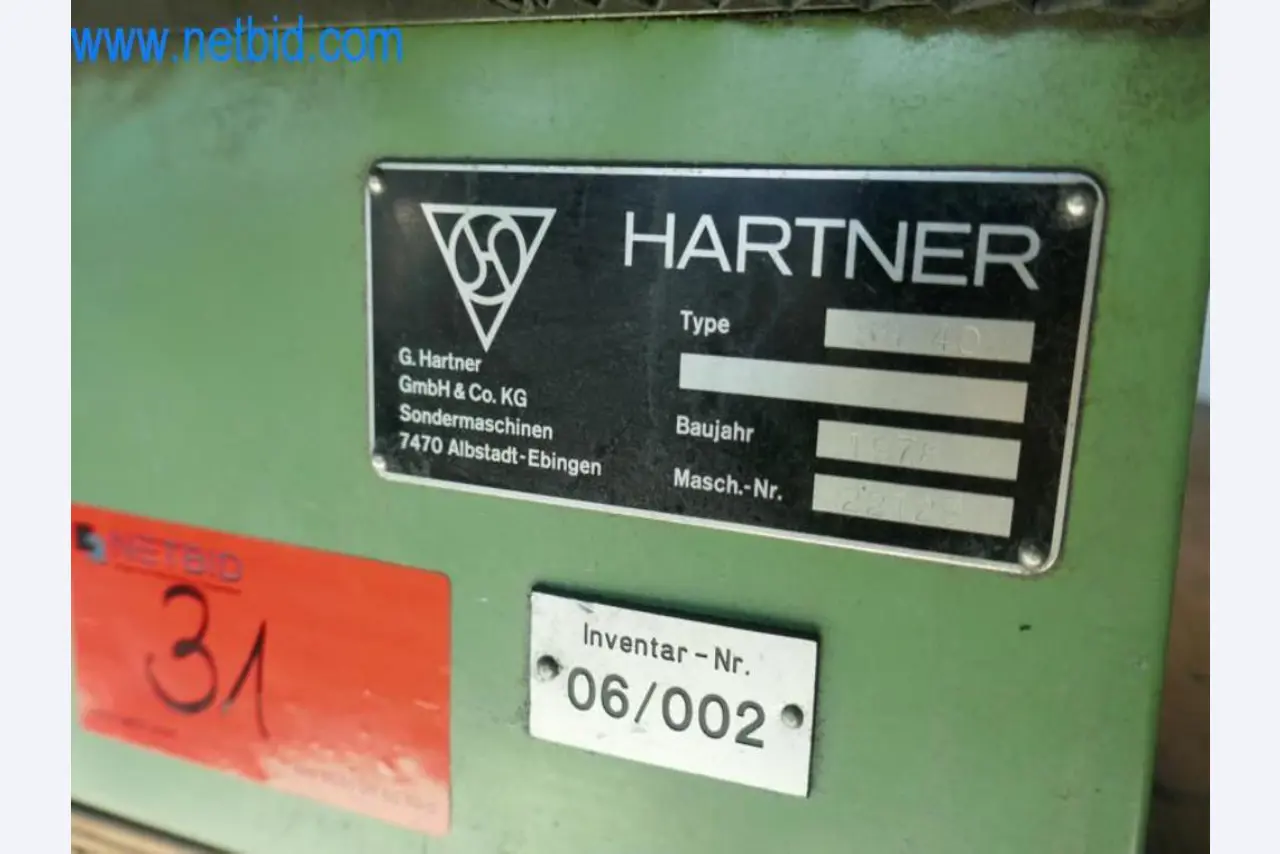 www.netbid.com
HARTNER
Type 40
G. Hartner
GmbH & Co. KG
Sondermaschinen
7470 Albstadt-Ebingen
Baujahr
Masch.-Nr.
NETBID
31
Inventar-Nr.
06/002